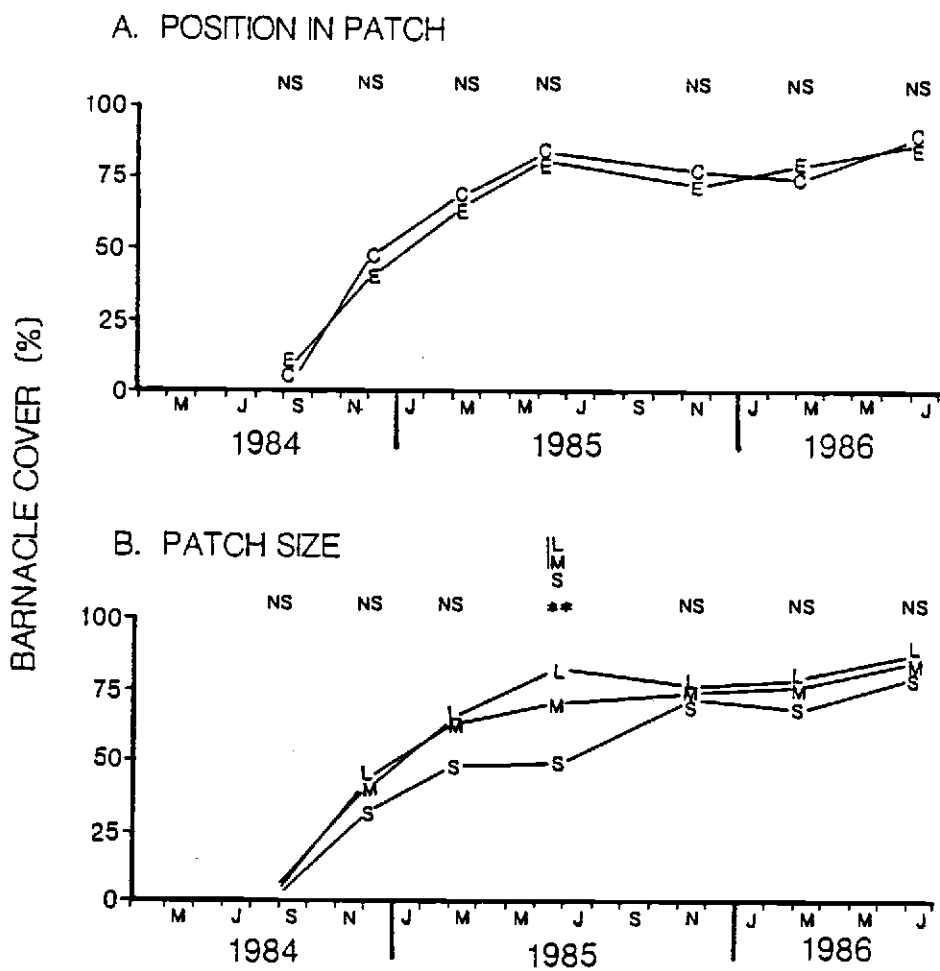 A. POSITION IN PATCH
NS NS NS NS NS NS NS
100
75
50
25
0
C C C C C C C
E E E E E E E
M J S N J M M J S N J M M J
1984 1985 1986
BARNACLE COVER (%)
B. PATCH SIZE
L
M
S
NS NS NS ** NS NS NS
100
75
50
25
0
L L L L L L
M M M M M M
S S S S S S
M J S N J M M J S N J M M J
1984 1985 1986